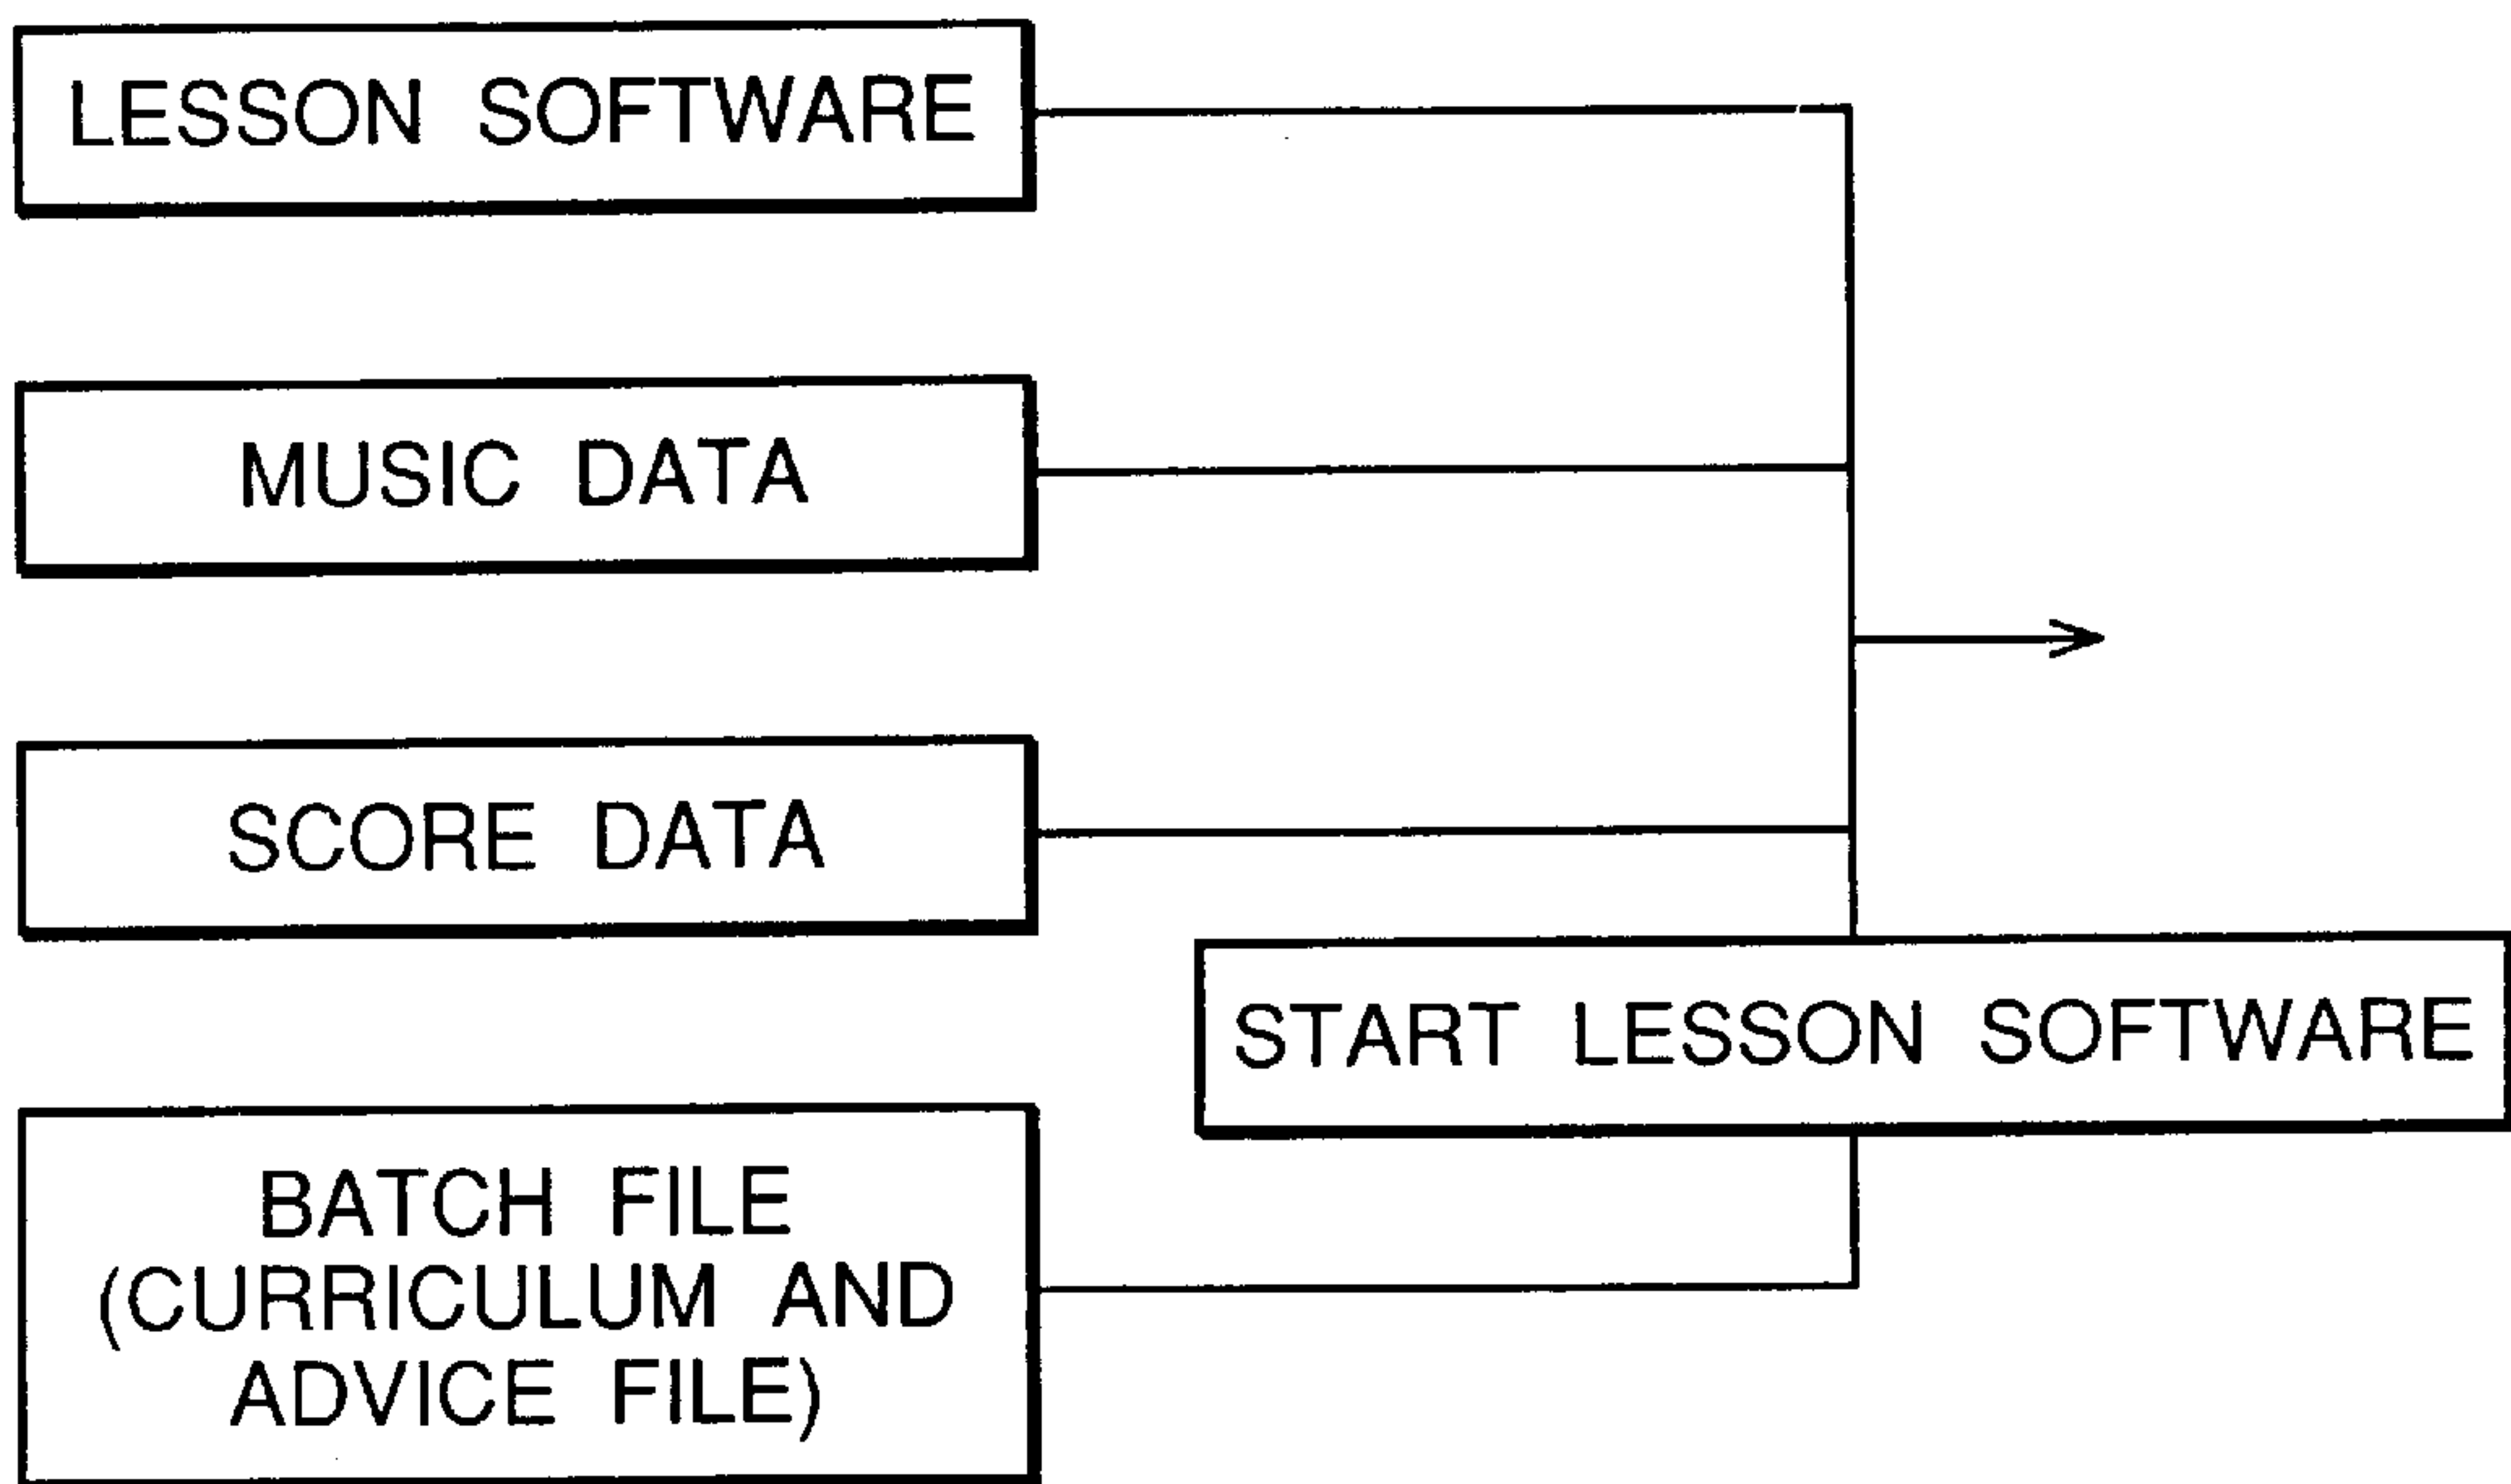 LESSON SOFTWARE
MUSIC DATA
SCORE DATA
START LESSON SOFTWARE
BATCH FILE
(CURRICULUM AND
ADVICE FILE)